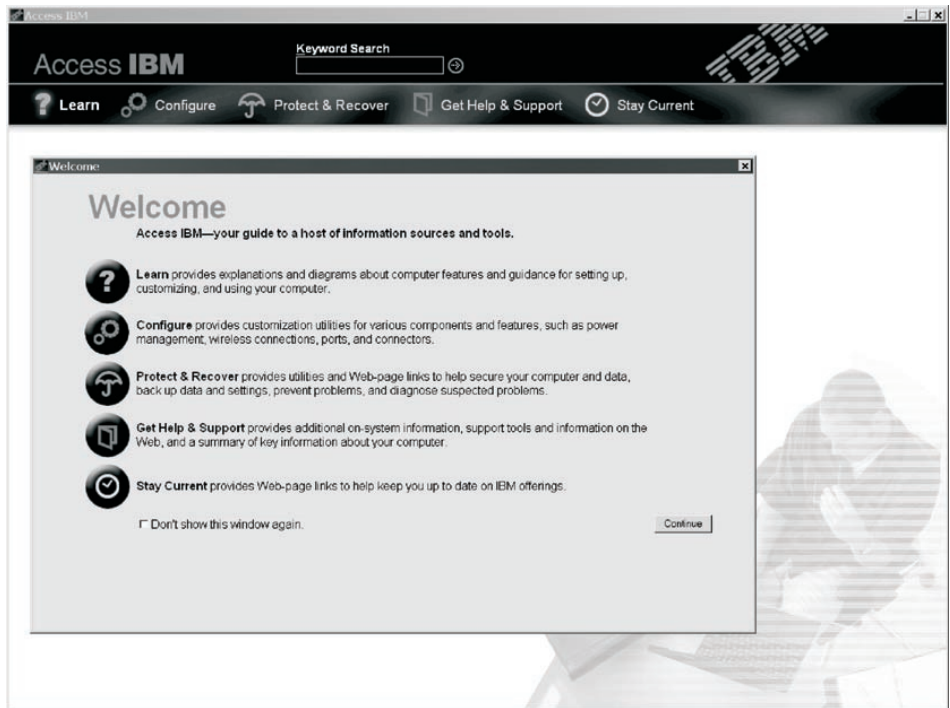 Access IBM
Keyword Search
Access IBM
IBM
Learn Configure Protect & Recover Get Help & Support Stay Current
Welcome
Welcome
Access IBM—your guide to a host of information sources and tools.
Learn provides explanations and diagrams about computer features and guidance for setting up,
customizing, and using your computer.
Configure provides customization utilities for various components and features, such as power
management, wireless connections, ports, and connectors.
Protect & Recover provides utilities and Web-page links to help secure your computer and data,
back up data and settings, prevent problems, and diagnose suspected problems.
Get Help & Support provides additional on-system information, support tools and information on the
Web, and a summary of key information about your computer.
Stay Current provides Web-page links to help keep you up to date on IBM offerings.
Don't show this window again.
Continue